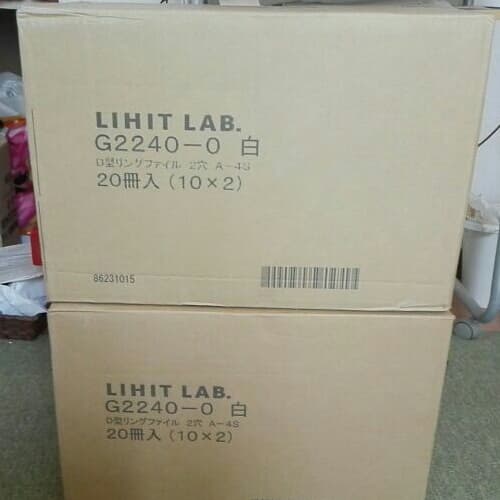 LIHIT LAB.
G2240-0 白
D型リングファイル 2穴 A-4S
20冊入(10×2)
86231015
LIHIT LAB.
G2240-0 白
D型リングファイル 2穴 A-4S
20冊入(10×2)